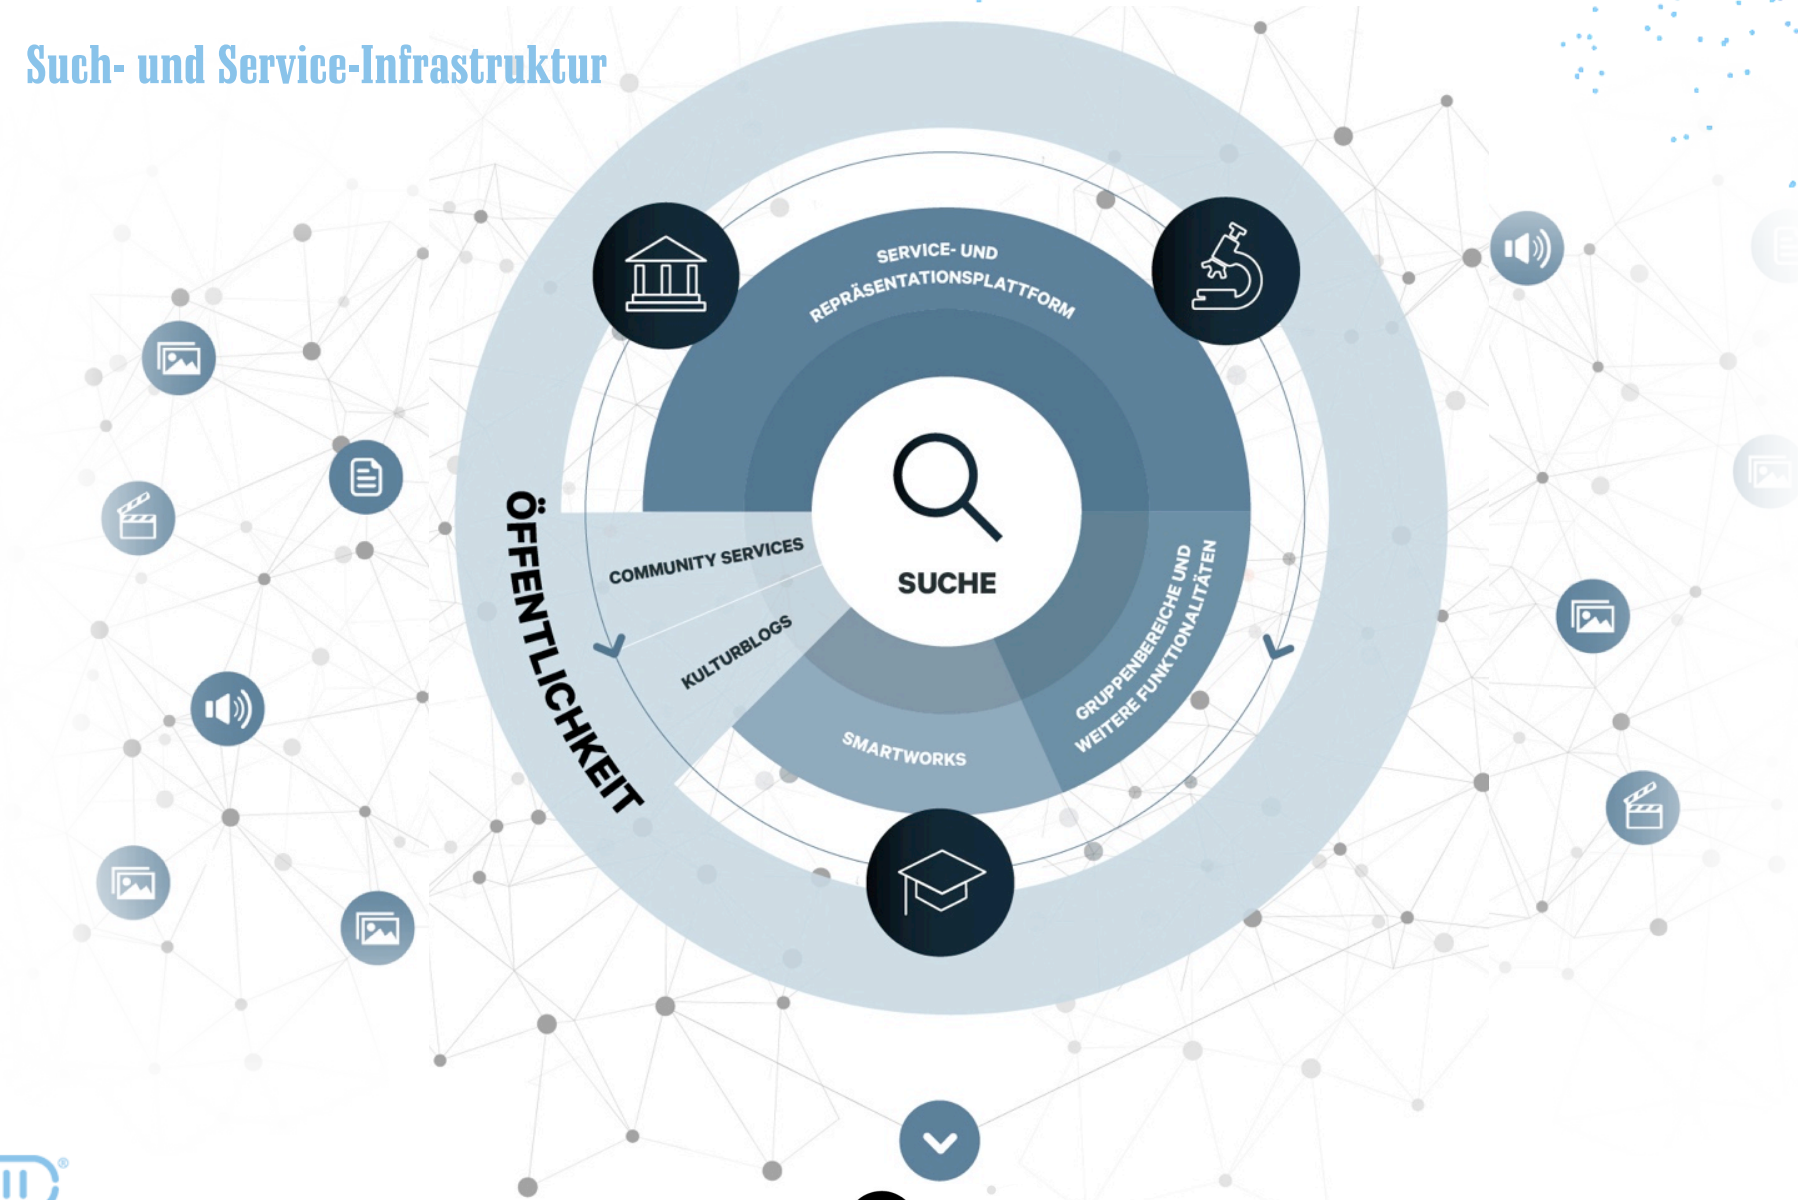 Such- und Service-Infrastruktur
SERVICE- UND
REPRÄSENTATIONSPLATTFORM
SUCHE
COMMUNITY SERVICES
KULTURBLOGS
ÖFFENTLICHKEIT
GRUPPENBEREICHE UND
WEITERE FUNKTIONALITÄTEN
SMARTWORKS
®